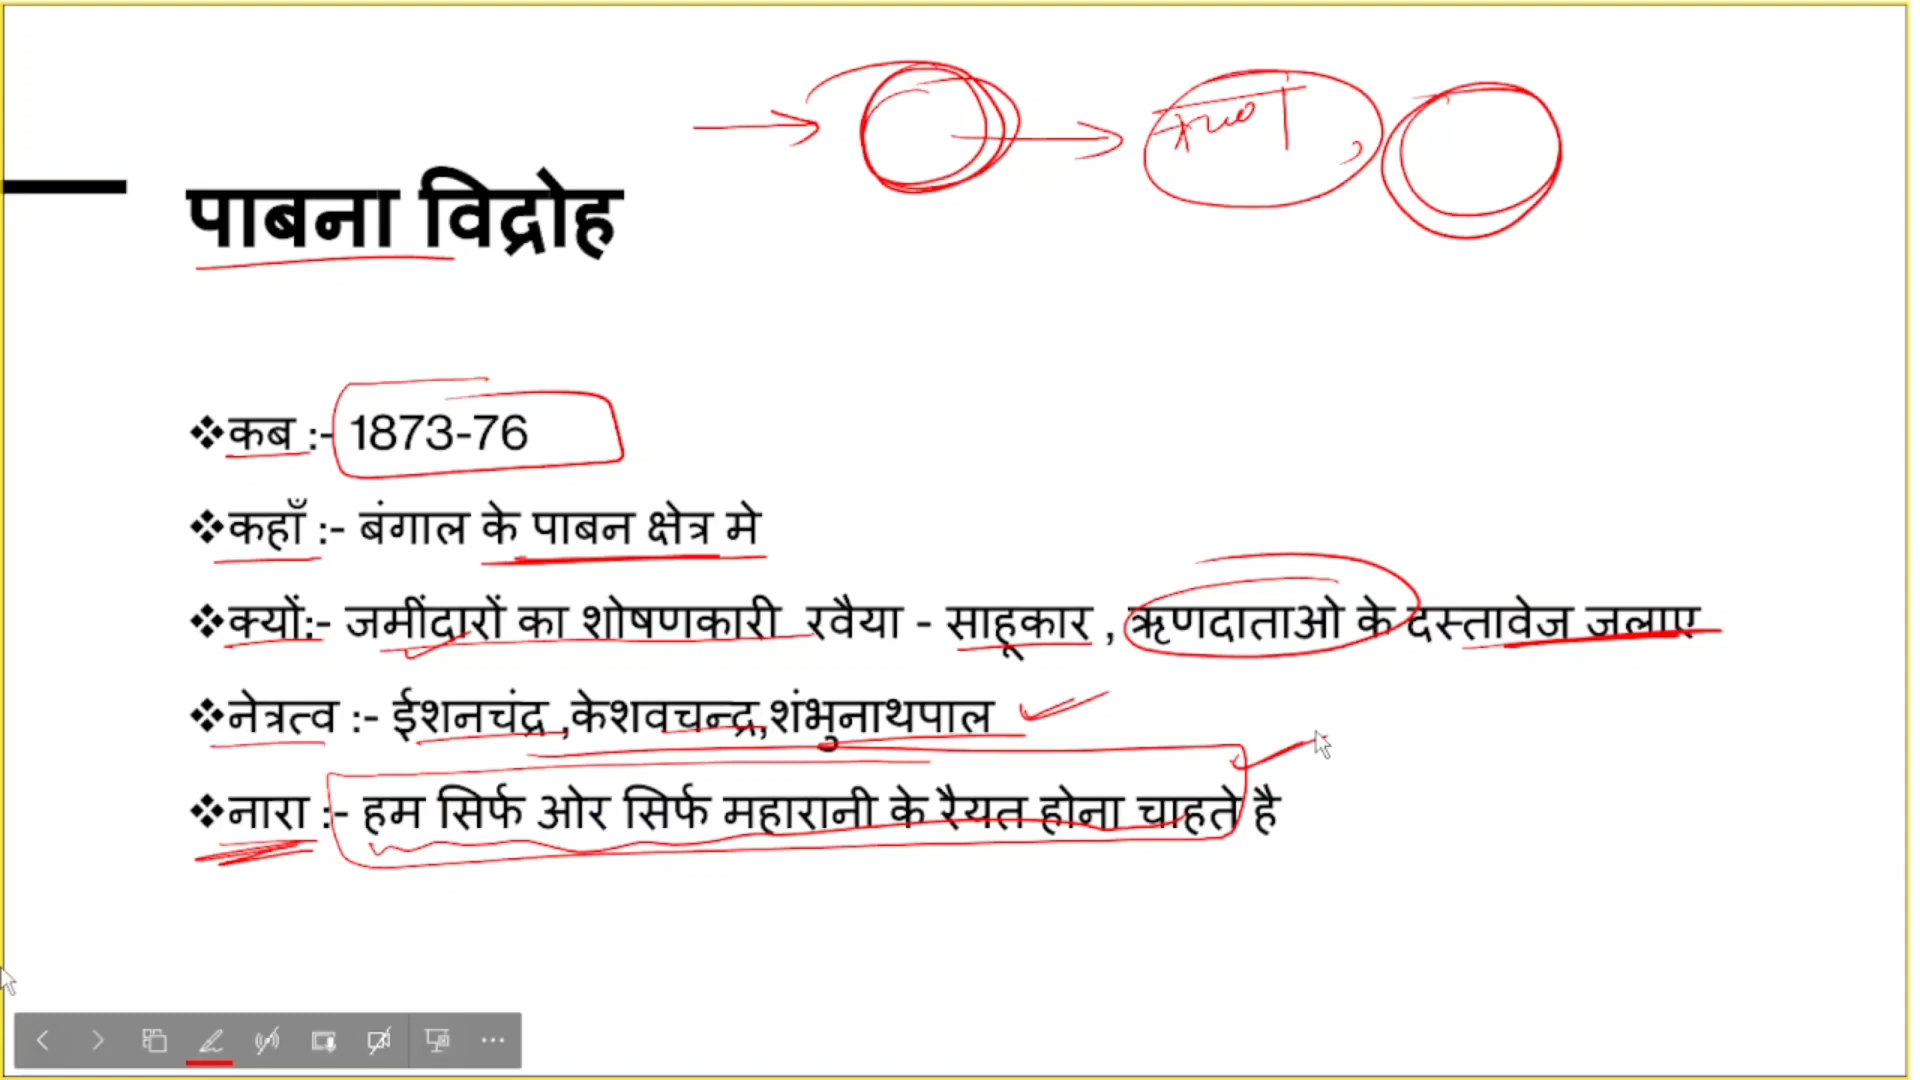 पाबना विद्रोह
❖कब :- 1873-76
❖कहाँ :- बंगाल के पाबन क्षेत्र मे
❖क्यों:- जमींदारों का शोषणकारी रवैया - साहूकार , ऋणदाताओ के दस्तावेज जलाए
❖नेत्रत्व :- ईशनचंद्र ,केशवचन्द्र,शंभुनाथपाल
❖नारा :- हम सिर्फ ओर सिर्फ महारानी के रैयत होना चाहते है